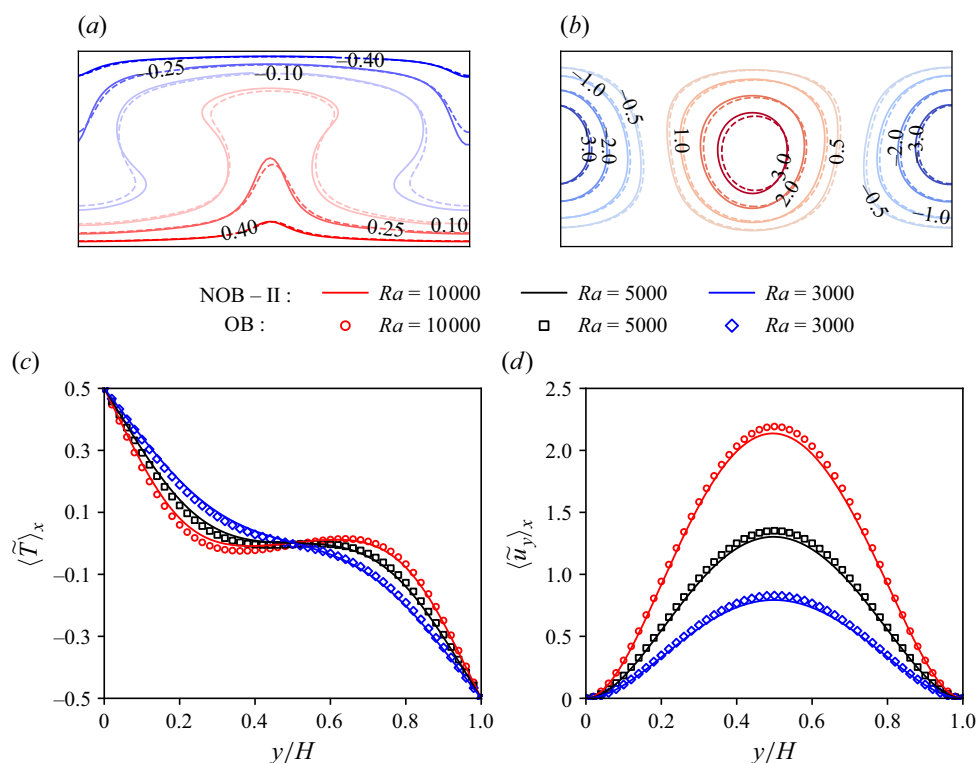 (a)
−0.40
−0.25
−0.10
0.40
0.25
0.10
(b)
−1.0
−0.5
−2.0
−3.0
1.0
3.0
2.0
0.5
−2.0
−3.0
−0.5
−1.0
NOB – II : Ra = 10 000 Ra = 5000 Ra = 3000
OB : Ra = 10 000 Ra = 5000 Ra = 3000
(c)
0.5
0.3
0.1
−0.1
−0.3
−0.5
⟨T̃⟩x
0 0.2 0.4 0.6 0.8 1.0
y/H
(d)
2.5
2.0
1.5
1.0
0.5
0
⟨ũy⟩x
0 0.2 0.4 0.6 0.8 1.0
y/H